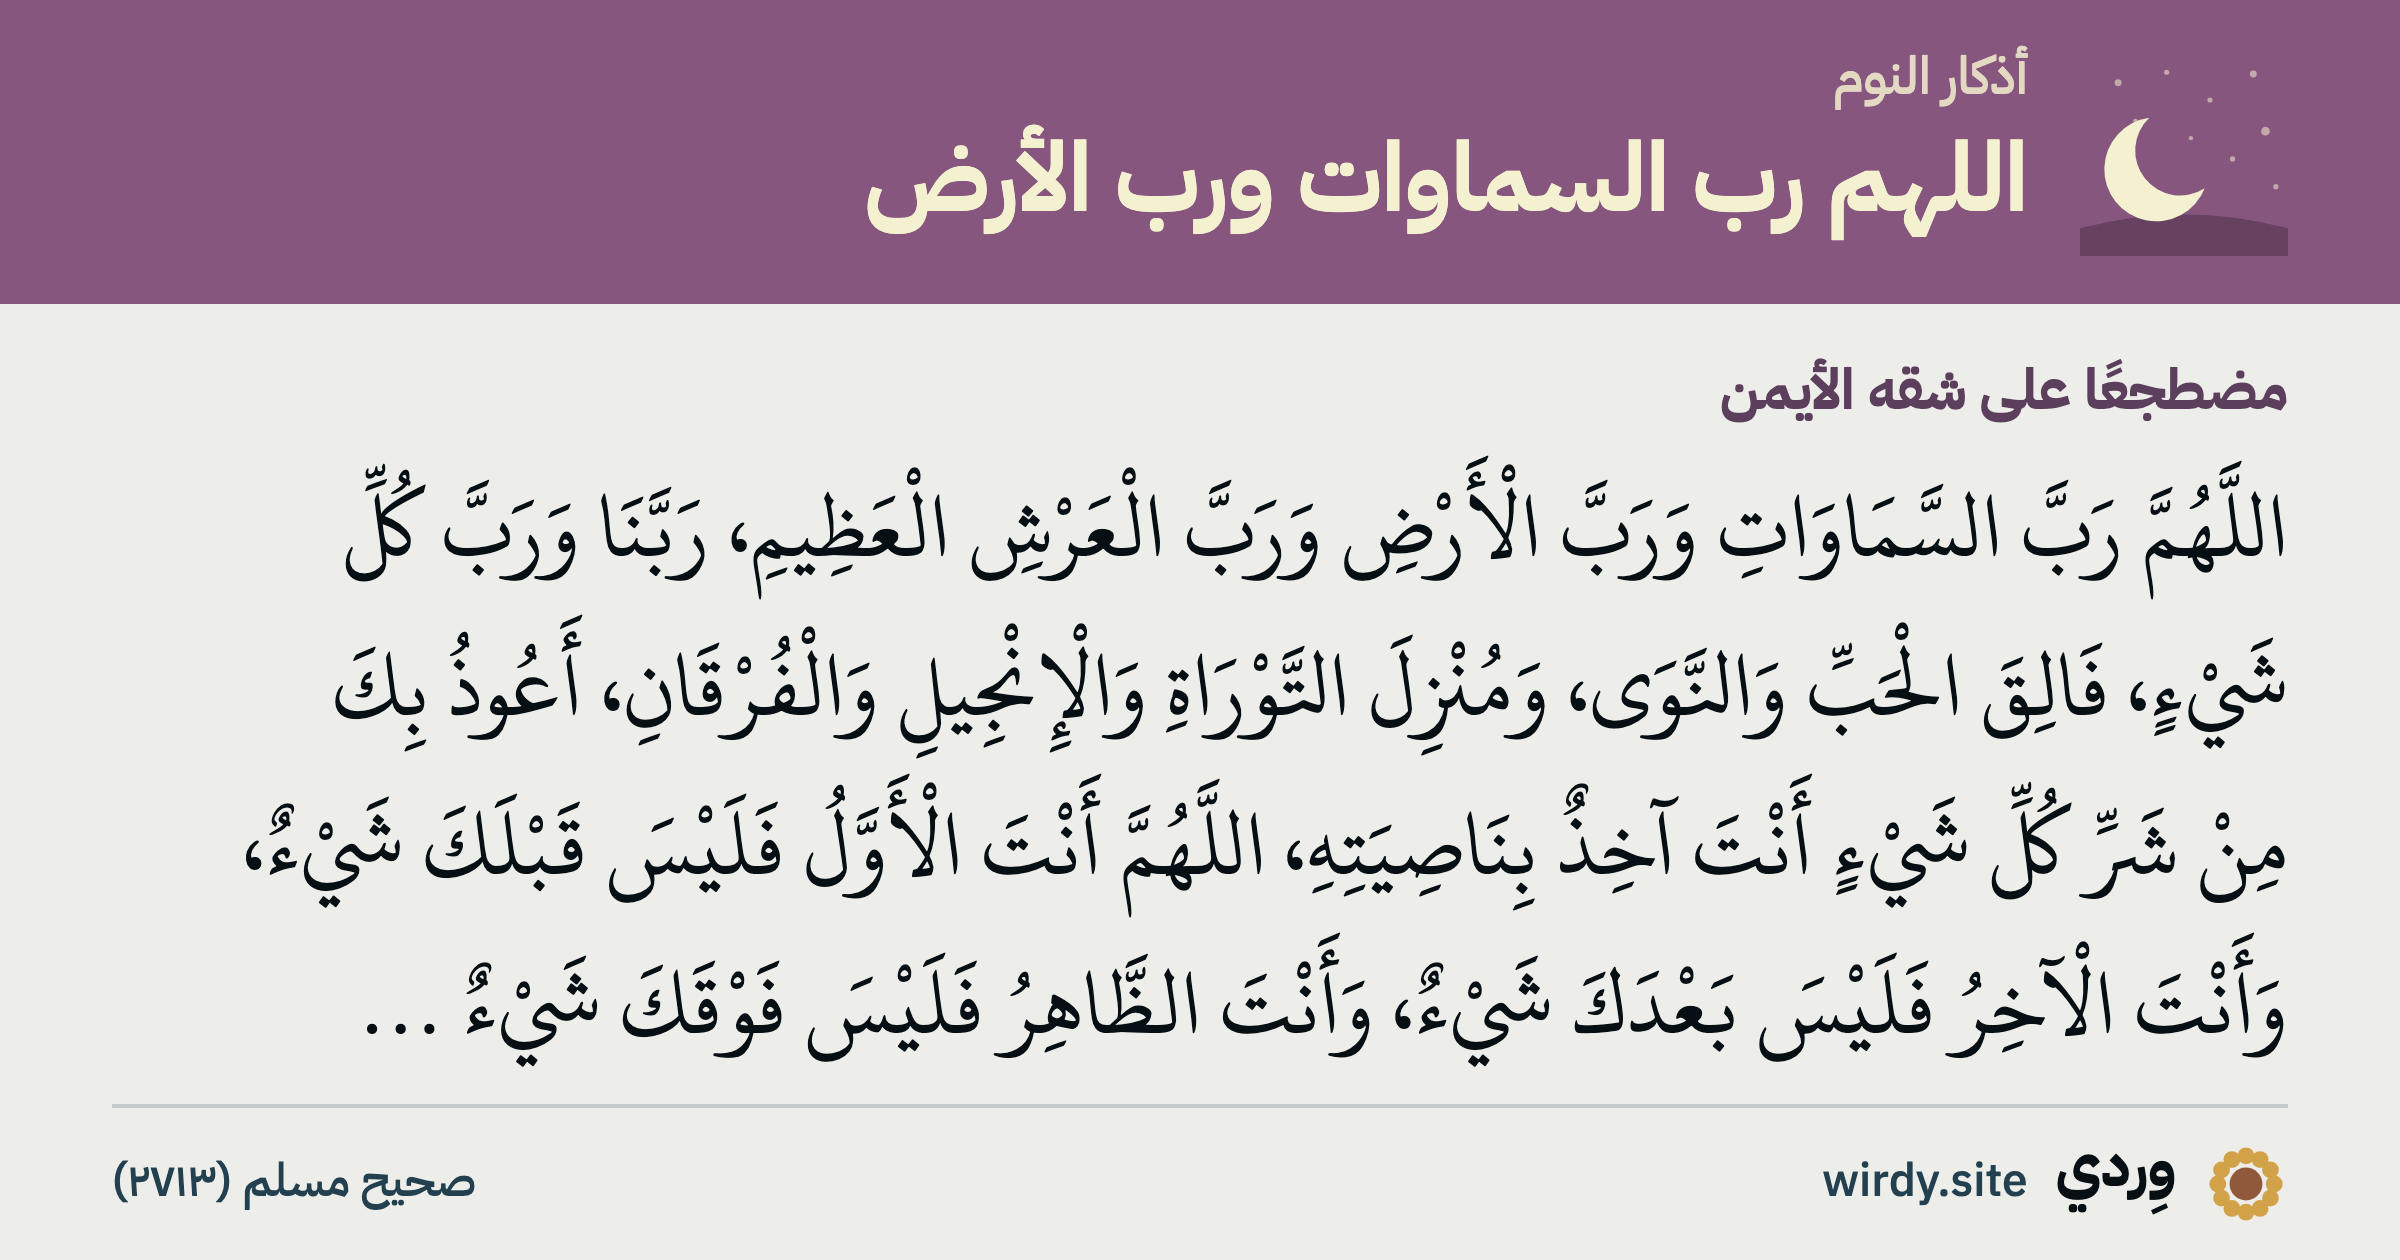 أذكار النوم
اللهم رب السماوات ورب الأرض
مضطجعًا على شقه الأيمن
اللَّهُمَّ رَبَّ السَّمَاوَاتِ وَرَبَّ الْأَرْضِ وَرَبَّ الْعَرْشِ الْعَظِيمِ، رَبَّنَا وَرَبَّ كُلِّ
شَيْءٍ، فَالِقَ الْحَبِّ وَالنَّوَى، وَمُنْزِلَ التَّوْرَاةِ وَالْإِنْجِيلِ وَالْفُرْقَانِ، أَعُوذُ بِكَ
مِنْ شَرِّ كُلِّ شَيْءٍ أَنْتَ آخِذٌ بِنَاصِيَتِهِ، اللَّهُمَّ أَنْتَ الْأَوَّلُ فَلَيْسَ قَبْلَكَ شَيْءٌ،
وَأَنْتَ الْآخِرُ فَلَيْسَ بَعْدَكَ شَيْءٌ، وَأَنْتَ الظَّاهِرُ فَلَيْسَ فَوْقَكَ شَيْءٌ ...
وِردي wirdy.site
صحيح مسلم (٢٧١٣)